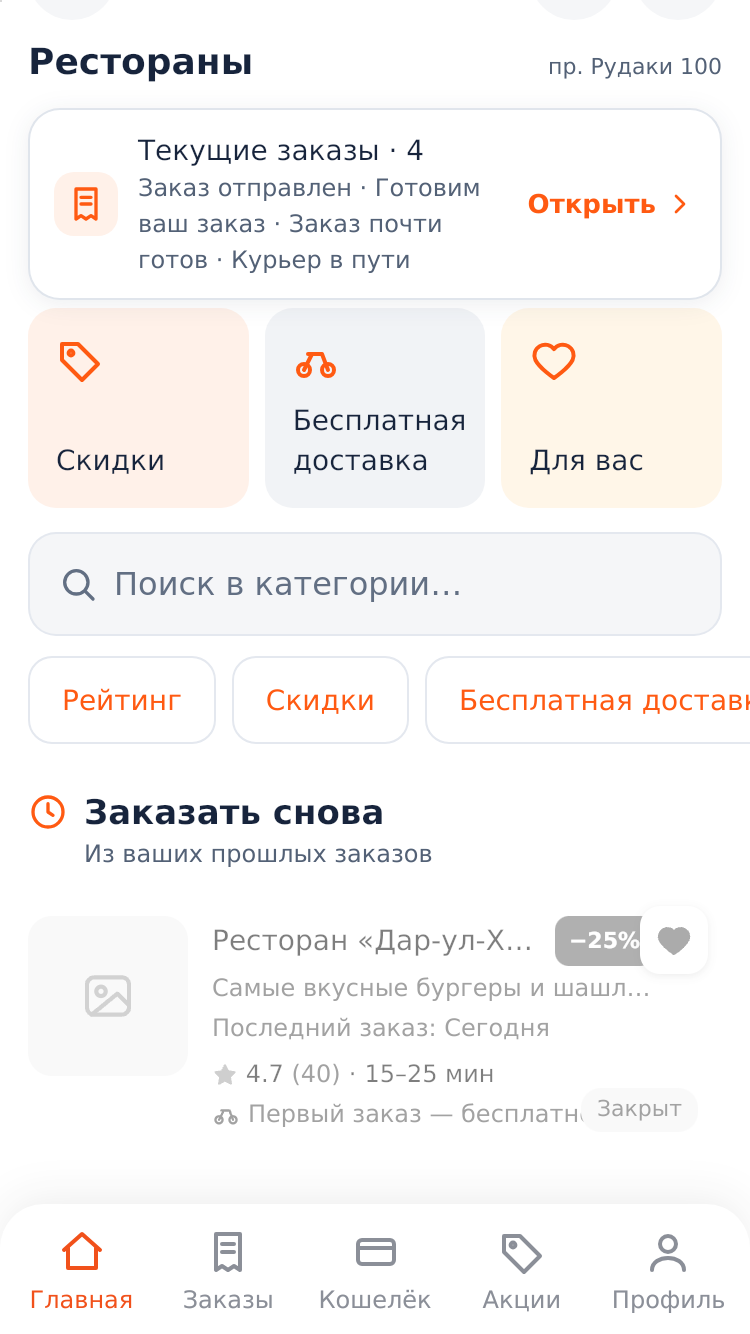 Рестораны
пр. Рудаки 100
Текущие заказы · 4
Заказ отправлен · Готовим
ваш заказ · Заказ почти
готов · Курьер в пути
Открыть
Скидки
Бесплатная
доставка
Для вас
Поиск в категории…
Рейтинг
Скидки
Бесплатная достав
Заказать снова
Из ваших прошлых заказов
Ресторан «Дар-ул-Х…
−25%
Самые вкусные бургеры и шашл…
Последний заказ: Сегодня
4.7 (40) · 15–25 мин
Первый заказ — бесплатн
Закрыт
Главная
Заказы
Кошелёк
Акции
Профиль